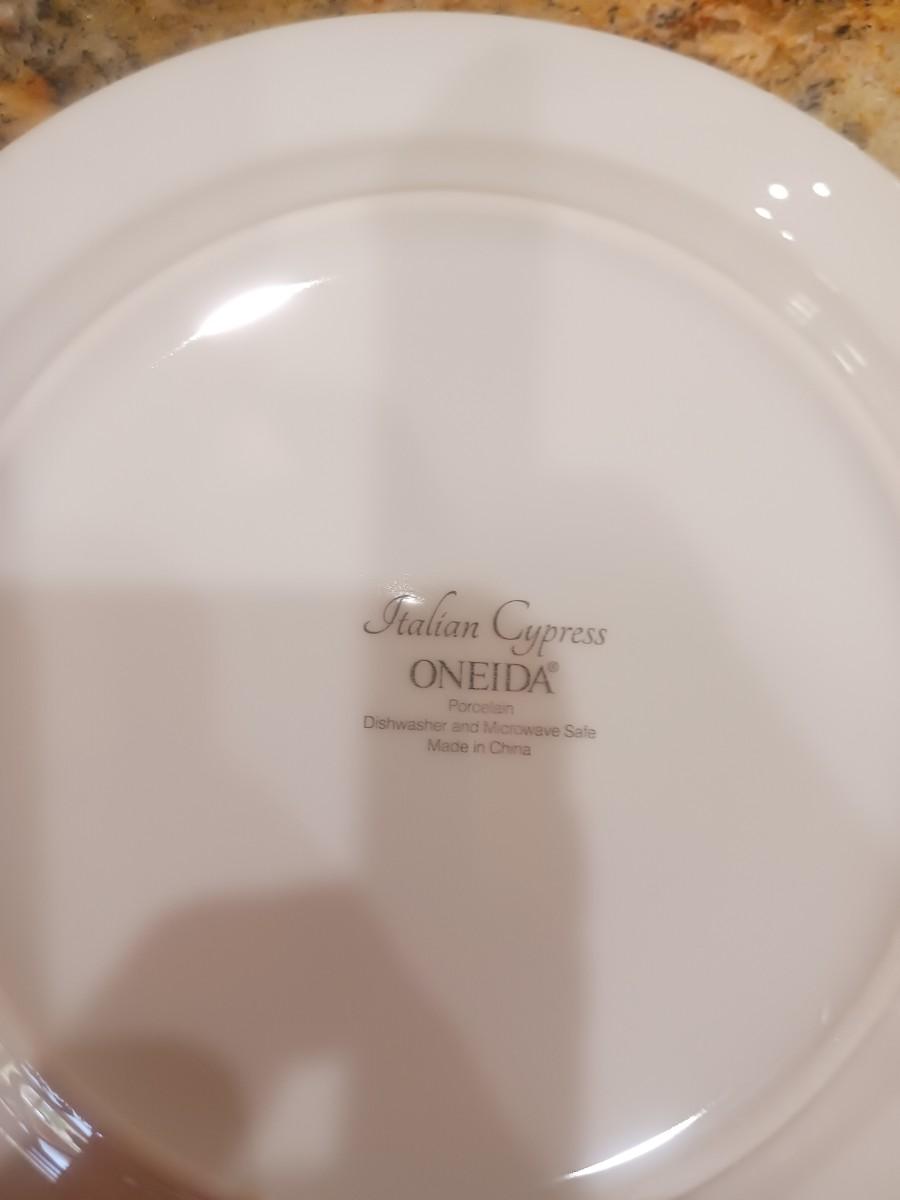 Italian Cypress
ONEIDA®
Porcelain
Dishwasher and Microwave Safe
Made in China